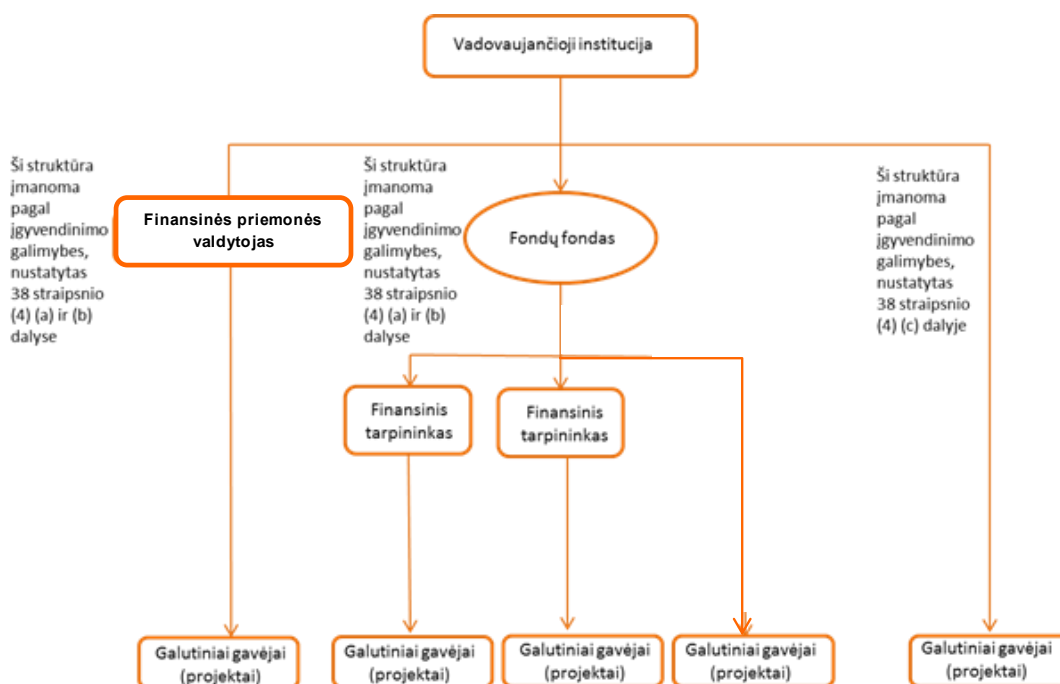 Vadovaujančioji institucija
Ši struktūra
įmanoma
pagal
įgyvendinimo
galimybes,
nustatytas
38 straipsnio
(4) (a) ir (b)
dalyse
Finansinės priemonės
valdytojas
Ši struktūra
įmanoma
pagal
įgyvendinimo
galimybes,
nustatytas
38 straipsnio
(4) (a) ir (b)
dalyse
Fondų fondas
Ši struktūra
įmanoma
pagal
įgyvendinimo
galimybes,
nustatytas
38 straipsnio
(4) (c) dalyje
Finansinis
tarpininkas
Finansinis
tarpininkas
Galutiniai gavėjai
(projektai)
Galutiniai gavėjai
(projektai)
Galutiniai gavėjai
(projektai)
Galutiniai gavėjai
(projektai)
Galutiniai gavėjai
(projektai)